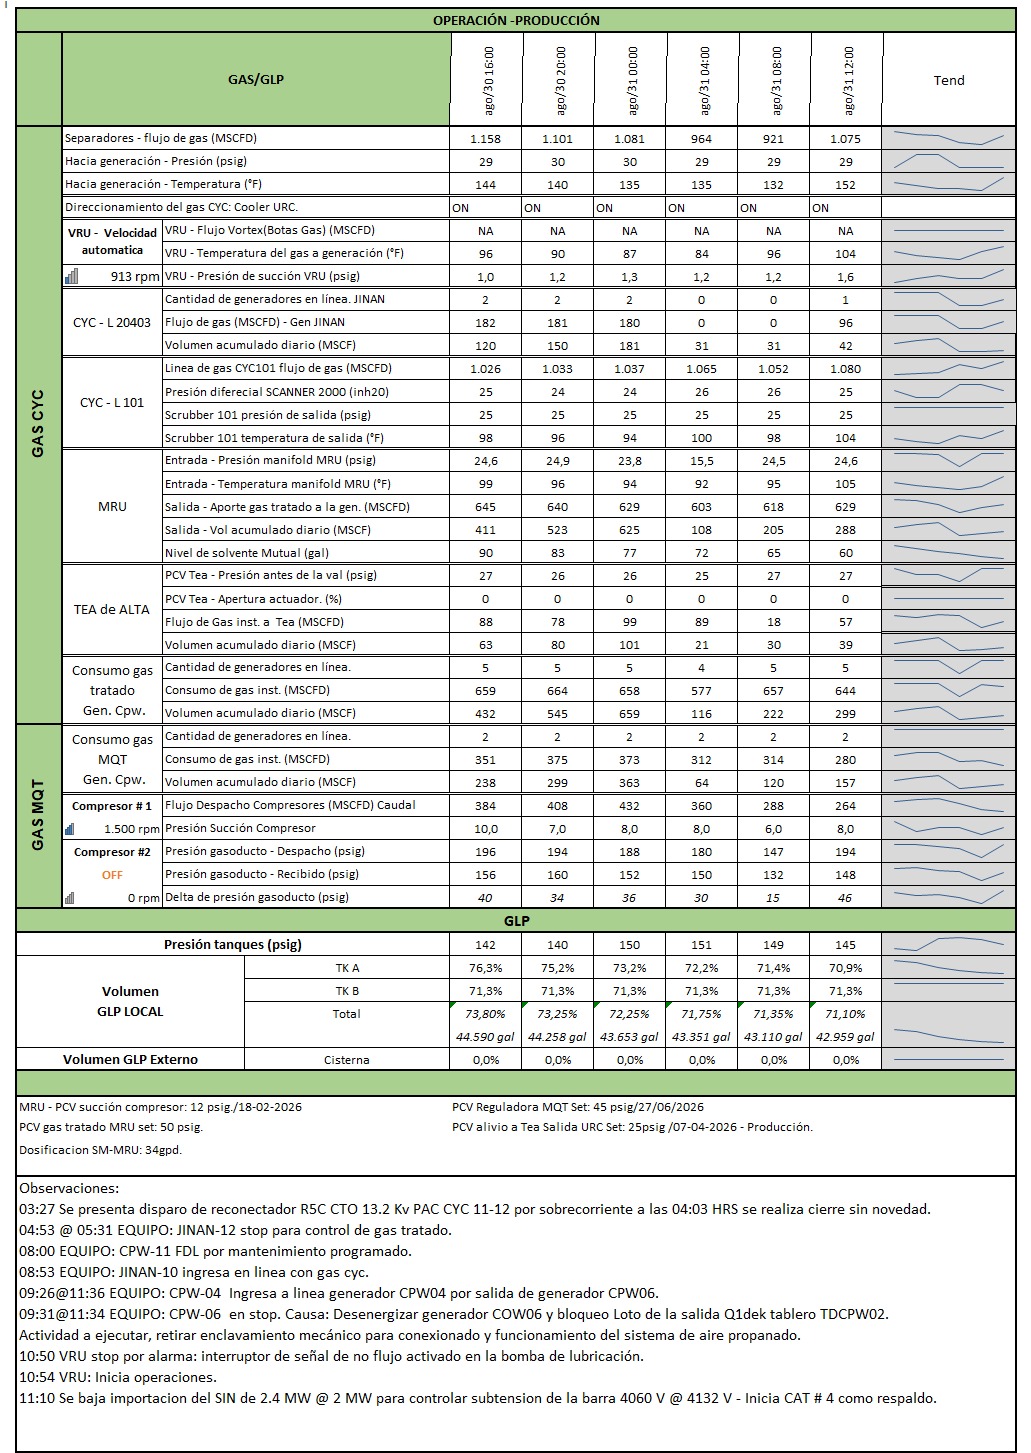 OPERACIÓN -PRODUCCIÓN
GAS/GLP ago/30 16:00 ago/30 20:00 ago/31 00:00 ago/31 04:00 ago/31 08:00 ago/31 12:00 Tend
GAS CYC
Separadores - flujo de gas (MSCFD) 1.158 1.101 1.081 964 921 1.075
Hacia generación - Presión (psig) 29 30 30 29 29 29
Hacia generación - Temperatura (°F) 144 140 135 135 132 152
Direccionamiento del gas CYC: Cooler URC. ON ON ON ON ON ON
VRU - Velocidad automatica
VRU - Flujo Vortex(Botas Gas) (MSCFD) NA NA NA NA NA NA
VRU - Temperatura del gas a generación (°F) 96 90 87 84 96 104
913 rpm VRU - Presión de succión VRU (psig) 1,0 1,2 1,3 1,2 1,2 1,6
CYC - L 20403
Cantidad de generadores en línea. JINAN 2 2 2 0 0 1
Flujo de gas (MSCFD) - Gen JINAN 182 181 180 0 0 96
Volumen acumulado diario (MSCF) 120 150 181 31 31 42
CYC - L 101
Linea de gas CYC101 flujo de gas (MSCFD) 1.026 1.033 1.037 1.065 1.052 1.080
Presión diferecial SCANNER 2000 (inh20) 25 24 24 26 26 25
Scrubber 101 presión de salida (psig) 25 25 25 25 25 25
Scrubber 101 temperatura de salida (°F) 98 96 94 100 98 104
MRU
Entrada - Presión manifold MRU (psig) 24,6 24,9 23,8 15,5 24,5 24,6
Entrada - Temperatura manifold MRU (°F) 99 96 94 92 95 105
Salida - Aporte gas tratado a la gen. (MSCFD) 645 640 629 603 618 629
Salida - Vol acumulado diario (MSCF) 411 523 625 108 205 288
Nivel de solvente Mutual (gal) 90 83 77 72 65 60
TEA de ALTA
PCV Tea - Presión antes de la val (psig) 27 26 26 25 27 27
PCV Tea - Apertura actuador. (%) 0 0 0 0 0 0
Flujo de Gas inst. a  Tea (MSCFD) 88 78 99 89 18 57
Volumen acumulado diario (MSCF) 63 80 101 21 30 39
Consumo gas tratado Gen. Cpw.
Cantidad de generadores en línea. 5 5 5 4 5 5
Consumo de gas inst. (MSCFD) 659 664 658 577 657 644
Volumen acumulado diario (MSCF) 432 545 659 116 222 299
GAS MQT
Consumo gas MQT Gen. Cpw.
Cantidad de generadores en línea. 2 2 2 2 2 2
Consumo de gas inst. (MSCFD) 351 375 373 312 314 280
Volumen acumulado diario (MSCF) 238 299 363 64 120 157
Compresor # 1 Flujo Despacho Compresores (MSCFD) Caudal 384 408 432 360 288 264
1.500 rpm Presión Succión Compresor 10,0 7,0 8,0 8,0 6,0 8,0
Compresor #2 Presión gasoducto - Despacho (psig) 196 194 188 180 147 194
OFF Presión gasoducto - Recibido (psig) 156 160 152 150 132 148
0 rpm Delta de presión gasoducto (psig) 40 34 36 30 15 46
GLP
Presión tanques (psig) 142 140 150 151 149 145
Volumen GLP LOCAL
TK A 76,3% 75,2% 73,2% 72,2% 71,4% 70,9%
TK B 71,3% 71,3% 71,3% 71,3% 71,3% 71,3%
Total 73,80% 73,25% 72,25% 71,75% 71,35% 71,10%
44.590 gal 44.258 gal 43.653 gal 43.351 gal 43.110 gal 42.959 gal
Volumen GLP Externo Cisterna 0,0% 0,0% 0,0% 0,0% 0,0% 0,0%
MRU - PCV succión compresor: 12 psig./18-02-2026 PCV Reguladora MQT Set: 45 psig/27/06/2026
PCV gas tratado MRU set: 50 psig. PCV alivio a Tea Salida URC Set: 25psig /07-04-2026 - Producción.
Dosificacion SM-MRU: 34gpd.
Observaciones:
03:27 Se presenta disparo de reconectador R5C CTO 13.2 Kv PAC CYC 11-12 por sobrecorriente a las 04:03 HRS se realiza cierre sin novedad.
04:53 @ 05:31 EQUIPO: JINAN-12 stop para control de gas tratado.
08:00 EQUIPO: CPW-11 FDL por mantenimiento programado.
08:53 EQUIPO: JINAN-10 ingresa en linea con gas cyc.
09:26@11:36 EQUIPO: CPW-04  Ingresa a linea generador CPW04 por salida de generador CPW06.
09:31@11:34 EQUIPO: CPW-06  en stop. Causa: Desenergizar generador COW06 y bloqueo Loto de la salida Q1dek tablero TDCPW02.
Actividad a ejecutar, retirar enclavamiento mecánico para conexionado y funcionamiento del sistema de aire propanado.
10:50 VRU stop por alarma: interruptor de señal de no flujo activado en la bomba de lubricación.
10:54 VRU: Inicia operaciones.
11:10 Se baja importacion del SIN de 2.4 MW @ 2 MW para controlar subtension de la barra 4060 V @ 4132 V - Inicia CAT # 4 como respaldo.